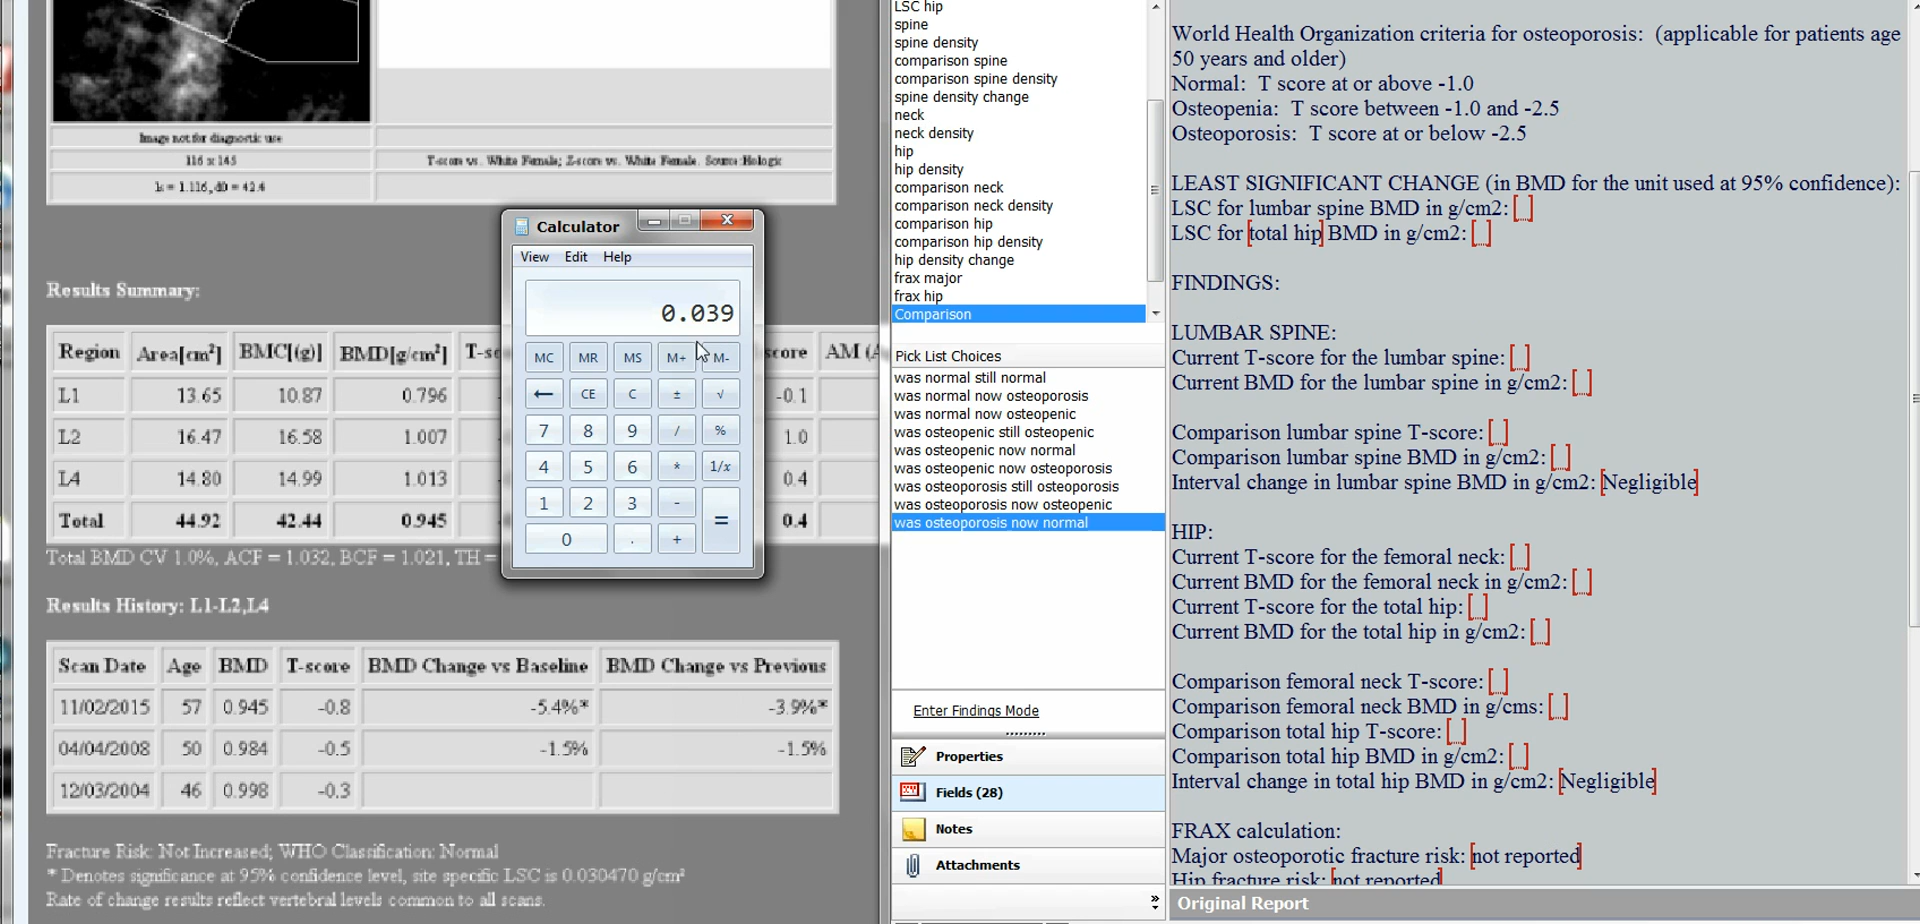 Image not for diagnostic use
116 x 145
k = 1.116, d0 = 42.4
T-score vs. White Female; Z-score vs. White Female. Source:Hologic
Results Summary:
Region Area[cm²] BMC[(g)] BMD[g/cm²] T-sc score AM (A
L1 13.65 10.87 0.796 -0.1
L2 16.47 16.58 1.007 1.0
L4 14.80 14.99 1.013 0.4
Total 44.92 42.44 0.945 0.4
Total BMD CV 1.0%, ACF = 1.032, BCF = 1.021, TH =
Results History: L1-L2,L4
Scan Date Age BMD T-score BMD Change vs Baseline BMD Change vs Previous
11/02/2015 57 0.945 -0.8 -5.4%* -3.9%*
04/04/2008 50 0.984 -0.5 -1.5% -1.5%
12/03/2004 46 0.998 -0.3
Fracture Risk: Not Increased; WHO Classification: Normal
* Denotes significance at 95% confidence level, site specific LSC is 0.030470 g/cm²
Rate of change results reflect vertebral levels common to all scans.
Calculator
View Edit Help
0.039
MC MR MS M+ M-
← CE C ± √
7 8 9 / %
4 5 6 * 1/x
1 2 3 - =
0 . +
LSC hip
spine
spine density
comparison spine
comparison spine density
spine density change
neck
neck density
hip
hip density
comparison neck
comparison neck density
comparison hip
comparison hip density
hip density change
frax major
frax hip
Comparison
Pick List Choices
was normal still normal
was normal now osteoporosis
was normal now osteopenic
was osteopenic still osteopenic
was osteopenic now normal
was osteopenic now osteoporosis
was osteoporosis still osteoporosis
was osteoporosis now osteopenic
was osteoporosis now normal
Enter Findings Mode
Properties
Fields (28)
Notes
Attachments
»
World Health Organization criteria for osteoporosis: (applicable for patients age
50 years and older)
Normal: T score at or above -1.0
Osteopenia: T score between -1.0 and -2.5
Osteoporosis: T score at or below -2.5
LEAST SIGNIFICANT CHANGE (in BMD for the unit used at 95% confidence):
LSC for lumbar spine BMD in g/cm2: [ ]
LSC for [total hip] BMD in g/cm2: [ ]
FINDINGS:
LUMBAR SPINE:
Current T-score for the lumbar spine: [ ]
Current BMD for the lumbar spine in g/cm2: [ ]
Comparison lumbar spine T-score: [ ]
Comparison lumbar spine BMD in g/cm2: [ ]
Interval change in lumbar spine BMD in g/cm2: [Negligible]
HIP:
Current T-score for the femoral neck: [ ]
Current BMD for the femoral neck in g/cm2: [ ]
Current T-score for the total hip: [ ]
Current BMD for the total hip in g/cm2: [ ]
Comparison femoral neck T-score: [ ]
Comparison femoral neck BMD in g/cms: [ ]
Comparison total hip T-score: [ ]
Comparison total hip BMD in g/cm2: [ ]
Interval change in total hip BMD in g/cm2: [Negligible]
FRAX calculation:
Major osteoporotic fracture risk: [not reported]
Hip fracture risk: [not reported]
Original Report